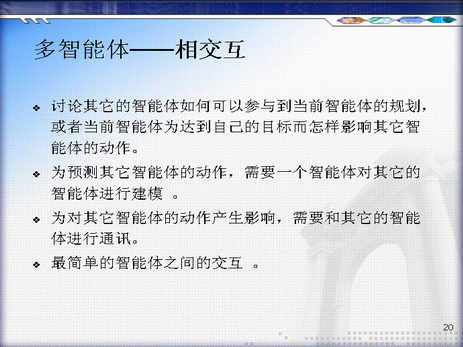 多智能体——相交互
❖ 讨论其它的智能体如何可以参与到当前智能体的规划，
或者当前智能体为达到自己的目标而怎样影响其它智
能体的动作。
❖ 为预测其它智能体的动作，需要一个智能体对其它的
智能体进行建模 。
❖ 为对其它智能体的动作产生影响，需要和其它的智能
体进行通讯。
❖ 最简单的智能体之间的交互 。
20